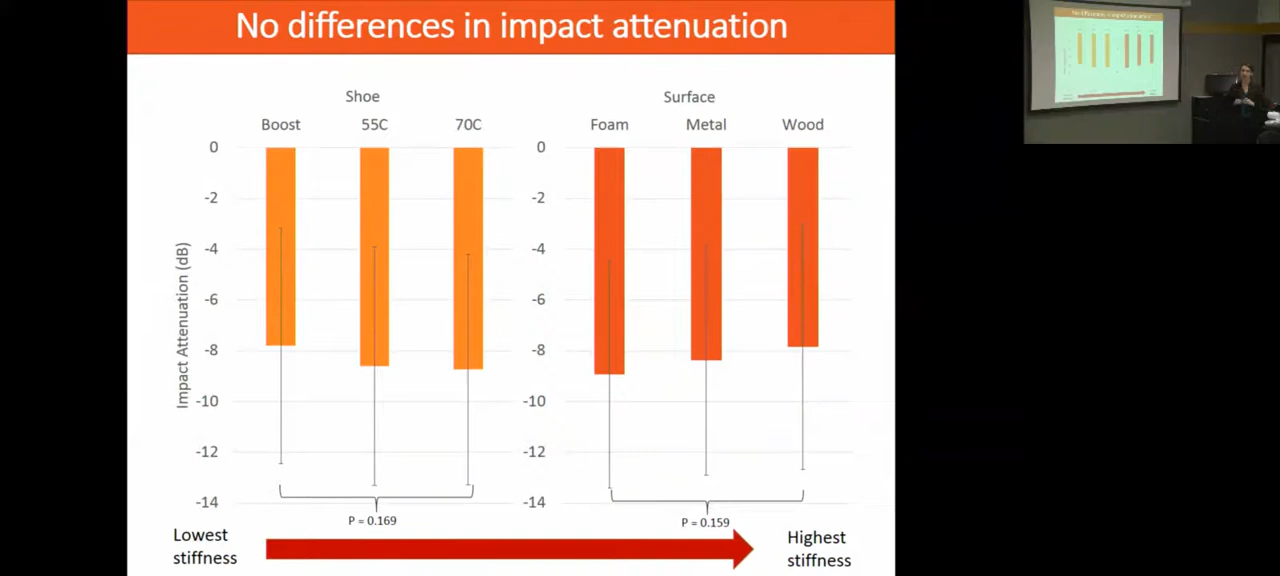 No differences in impact attenuation
Shoe
Surface
Boost 55C 70C
Foam Metal Wood
0
-2
-4
-6
-8
-10
-12
-14
Impact Attenuation (dB)
0
-2
-4
-6
-8
-10
-12
-14
P = 0.169
P = 0.159
Lowest
stiffness
Highest
stiffness